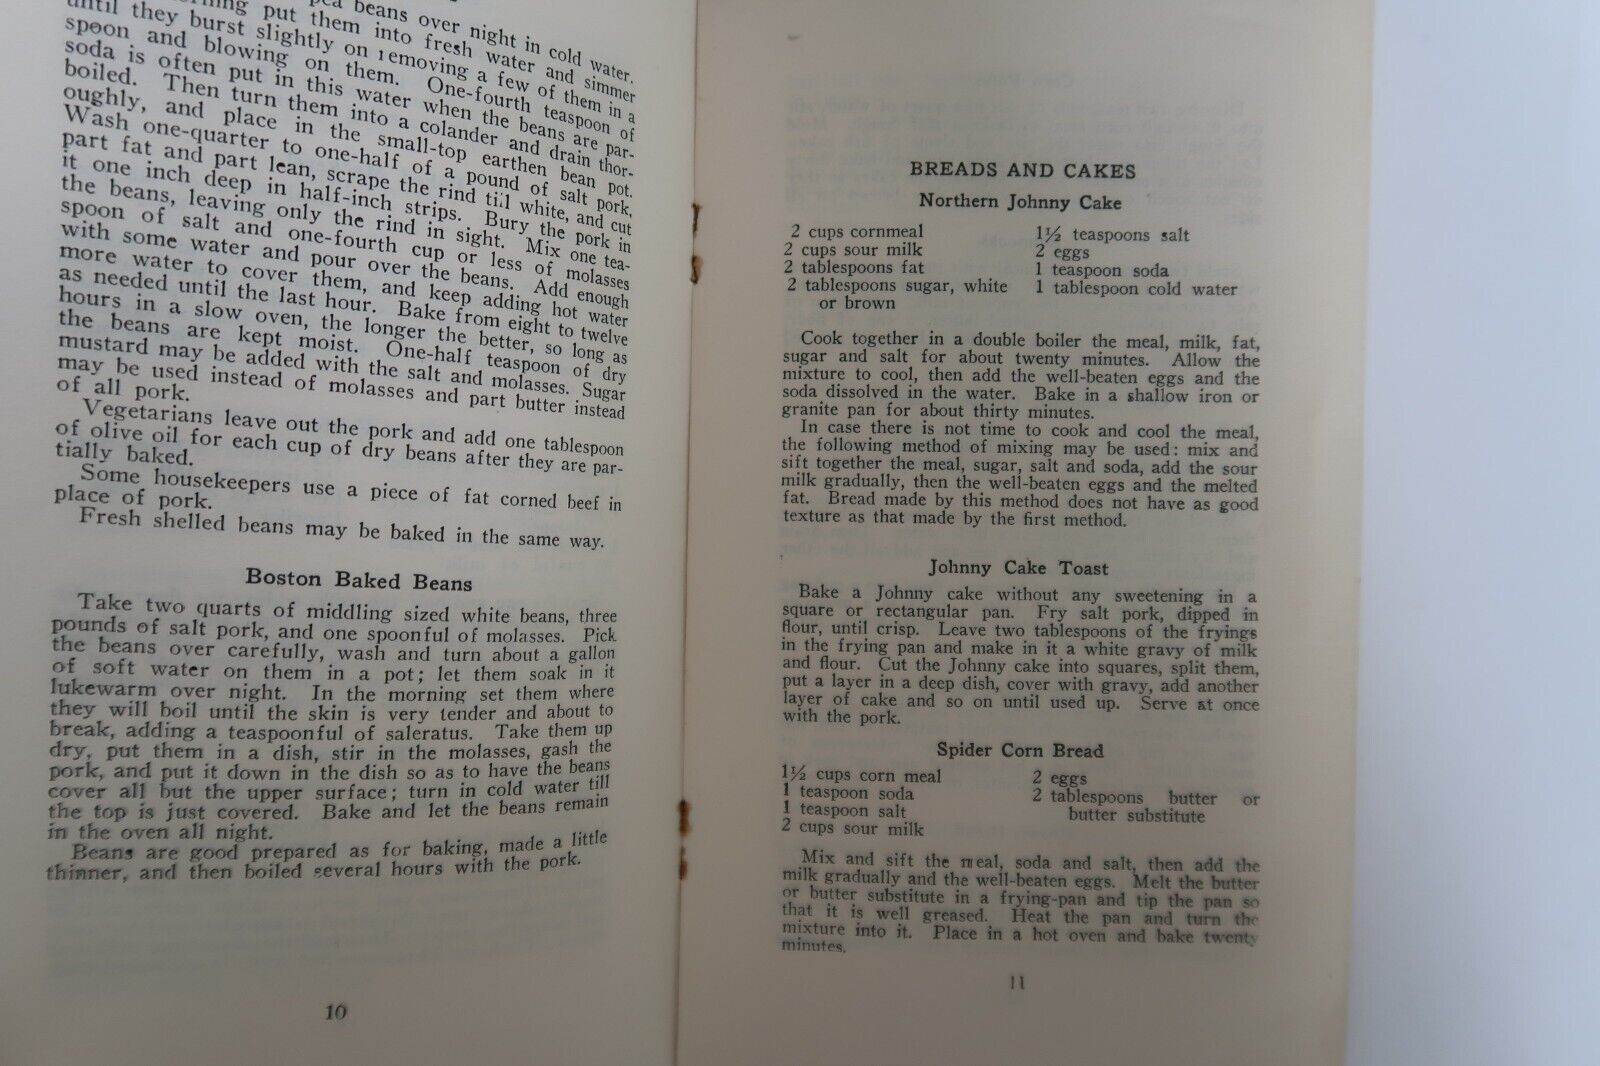 beans over night in cold water.
put them into fresh water and simmer
until they burst slightly on removing a few of them in a
spoon and blowing on them. One-fourth teaspoon of
soda is often put in this water when the beans are par-
boiled. Then turn them into a colander and drain thor-
oughly, and place in the small-top earthen bean pot.
Wash one-quarter to one-half of a pound of salt pork,
part fat and part lean, scrape the rind till white, and cut
it one inch deep in half-inch strips. Bury the pork in
the beans, leaving only the rind in sight. Mix one tea-
spoon of salt and one-fourth cup or less of molasses
with some water and pour over the beans. Add enough
more water to cover them, and keep adding hot water
as needed until the last hour. Bake from eight to twelve
hours in a slow oven, the longer the better, so long as
the beans are kept moist. One-half teaspoon of dry
mustard may be added with the salt and molasses. Sugar
may be used instead of molasses and part butter instead
of all pork.
Vegetarians leave out the pork and add one tablespoon
of olive oil for each cup of dry beans after they are par-
tially baked.
Some housekeepers use a piece of fat corned beef in
place of pork.
Fresh shelled beans may be baked in the same way.
Boston Baked Beans
Take two quarts of middling sized white beans, three
pounds of salt pork, and one spoonful of molasses. Pick
the beans over carefully, wash and turn about a gallon
of soft water on them in a pot; let them soak in it
lukewarm over night. In the morning set them where
they will boil until the skin is very tender and about to
break, adding a teaspoonful of saleratus. Take them up
dry, put them in a dish, stir in the molasses, gash the
pork, and put it down in the dish so as to have the beans
cover all but the upper surface; turn in cold water till
the top is just covered. Bake and let the beans remain
in the oven all night.
Beans are good prepared as for baking, made a little
thinner, and then boiled several hours with the pork.
10
BREADS AND CAKES
Northern Johnny Cake
2 cups cornmeal
2 cups sour milk
2 tablespoons fat
2 tablespoons sugar, white
or brown
1½ teaspoons salt
2 eggs
1 teaspoon soda
1 tablespoon cold water
Cook together in a double boiler the meal, milk, fat,
sugar and salt for about twenty minutes. Allow the
mixture to cool, then add the well-beaten eggs and the
soda dissolved in the water. Bake in a shallow iron or
granite pan for about thirty minutes.
In case there is not time to cook and cool the meal,
the following method of mixing may be used: mix and
sift together the meal, sugar, salt and soda, add the sour
milk gradually, then the well-beaten eggs and the melted
fat. Bread made by this method does not have as good
texture as that made by the first method.
Johnny Cake Toast
Bake a Johnny cake without any sweetening in a
square or rectangular pan. Fry salt pork, dipped in
flour, until crisp. Leave two tablespoons of the fryings
in the frying pan and make in it a white gravy of milk
and flour. Cut the Johnny cake into squares, split them,
put a layer in a deep dish, cover with gravy, add another
layer of cake and so on until used up. Serve at once
with the pork.
Spider Corn Bread
1½ cups corn meal
1 teaspoon soda
1 teaspoon salt
2 cups sour milk
2 eggs
2 tablespoons butter or
butter substitute
Mix and sift the meal, soda and salt, then add the
milk gradually and the well-beaten eggs. Melt the butter
or butter substitute in a frying-pan and tip the pan so
that it is well greased. Heat the pan and turn the
mixture into it. Place in a hot oven and bake twenty
minutes.
11